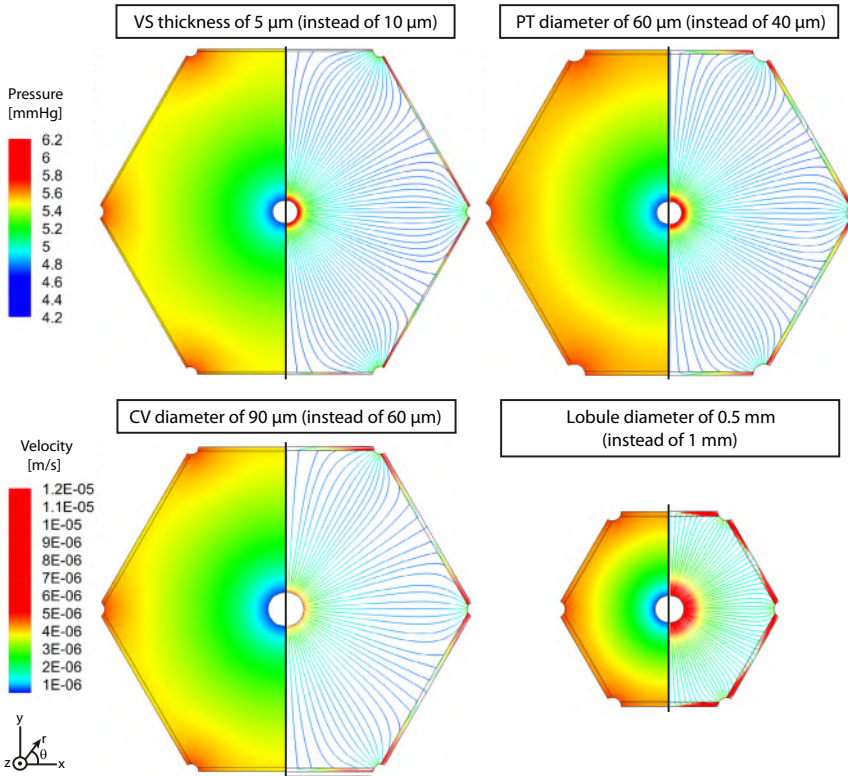 VS thickness of 5 µm (instead of 10 µm)
PT diameter of 60 µm (instead of 40 µm)
Pressure
[mmHg]
6.2
6
5.8
5.6
5.4
5.2
5
4.8
4.6
4.4
4.2
CV diameter of 90 µm (instead of 60 µm)
Lobule diameter of 0.5 mm
(instead of 1 mm)
Velocity
[m/s]
1.2E-05
1.1E-05
1E-05
9E-06
8E-06
7E-06
6E-06
5E-06
4E-06
3E-06
2E-06
1E-06
y
r
θ
z
x